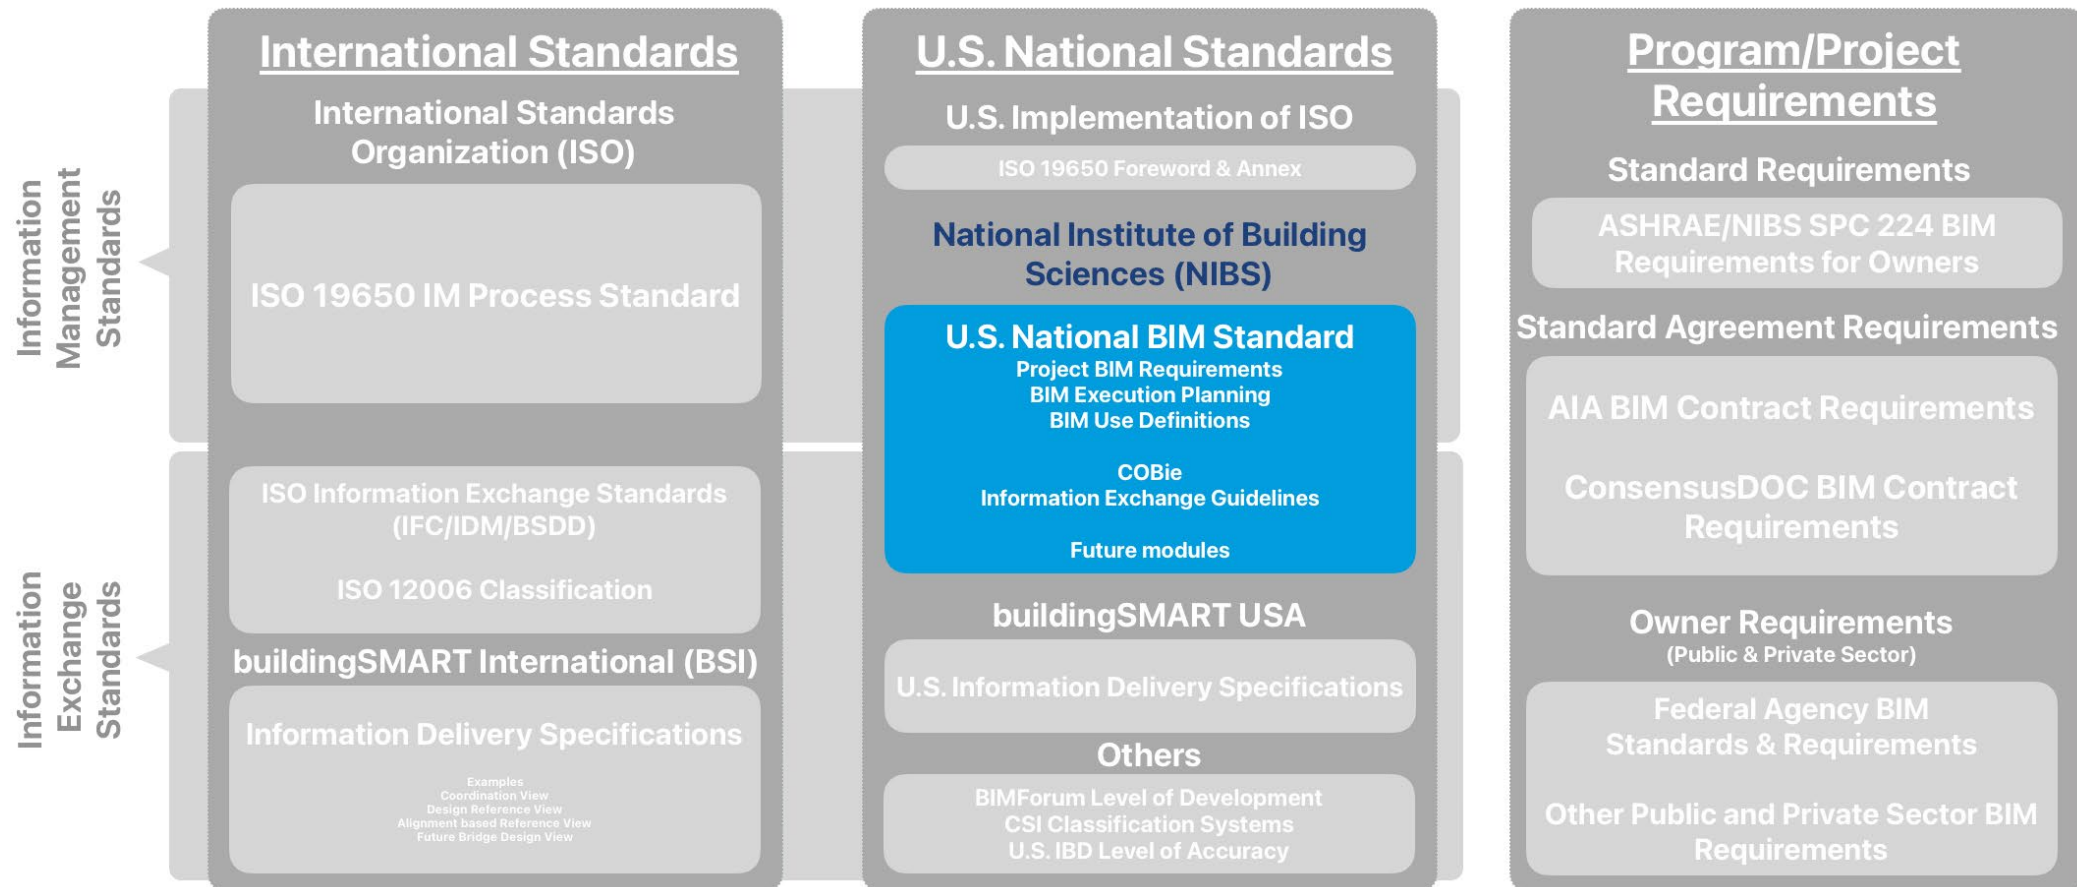 Information
Management
Standards
Information
Exchange
Standards
International Standards
International Standards
Organization (ISO)
ISO 19650 IM Process Standard
ISO Information Exchange Standards
(IFC/IDM/BSDD)
ISO 12006 Classification
buildingSMART International (BSI)
Information Delivery Specifications
Examples
Coordination View
Design Reference View
Alignment based Reference View
Future Bridge Design View
U.S. National Standards
U.S. Implementation of ISO
ISO 19650 Foreword & Annex
National Institute of Building
Sciences (NIBS)
U.S. National BIM Standard
Project BIM Requirements
BIM Execution Planning
BIM Use Definitions
COBie
Information Exchange Guidelines
Future modules
buildingSMART USA
U.S. Information Delivery Specifications
Others
BIMForum Level of Development
CSI Classification Systems
U.S. IBD Level of Accuracy
Program/Project
Requirements
Standard Requirements
ASHRAE/NIBS SPC 224 BIM
Requirements for Owners
Standard Agreement Requirements
AIA BIM Contract Requirements
ConsensusDOC BIM Contract
Requirements
Owner Requirements
(Public & Private Sector)
Federal Agency BIM
Standards & Requirements
Other Public and Private Sector BIM
Requirements